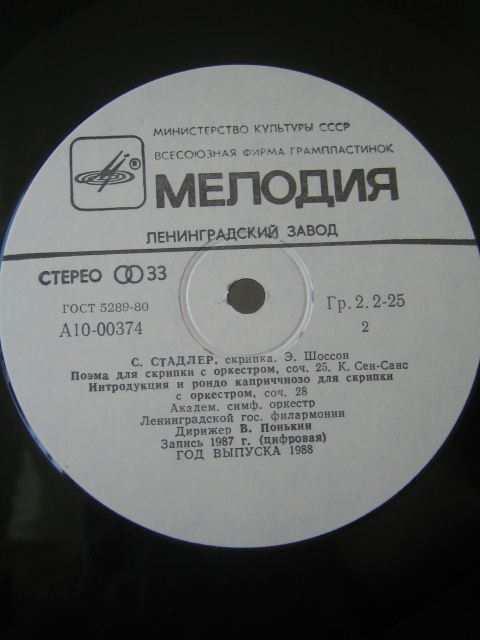 МИНИСТЕРСТВО КУЛЬТУРЫ СССР
ВСЕСОЮЗНАЯ ФИРМА ГРАМПЛАСТИНОК
МЕЛОДИЯ
®
ЛЕНИНГРАДСКИЙ ЗАВОД
СТЕРЕО 33
ГОСТ 5289-80
Гр. 2. 2-25
А10-00374
2
С. СТАДЛЕР, скрипка. Э. Шоссон
Поэма для скрипки с оркестром, соч. 25. К. Сен-Санс
Интродукция и рондо каприччиозо для скрипки
с оркестром, соч. 28
Академ. симф. оркестр
Ленинградской гос. филармонии
Дирижер В. Понькин
Запись 1987 г. (цифровая)
ГОД ВЫПУСКА 1988